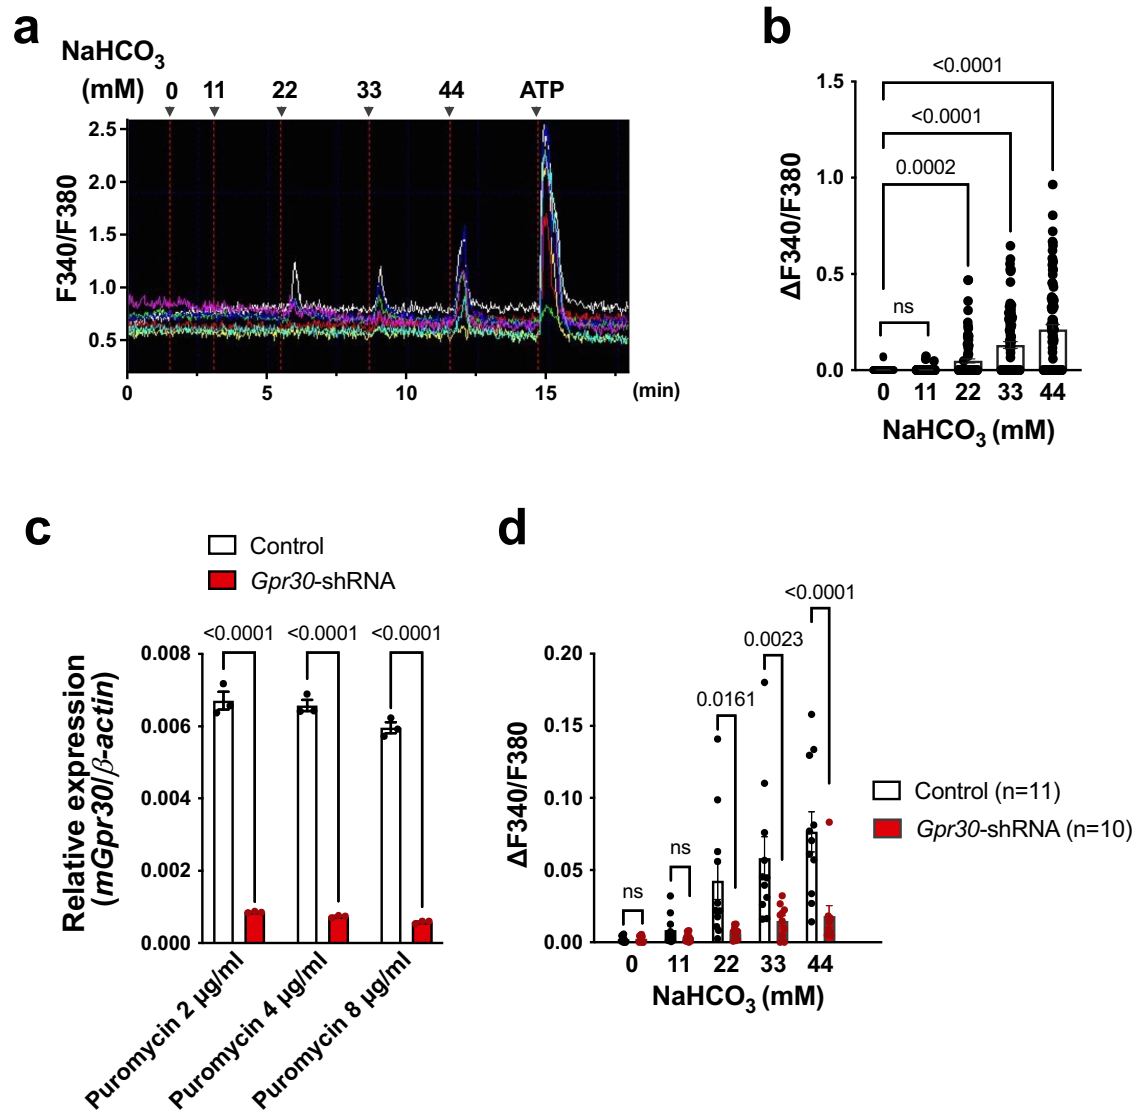 a
NaHCO3
(mM) 0 11 22 33 44 ATP
F340/F380
2.5
2.0
1.5
1.0
0.5
0 5 10 15 (min)
b
ΔF340/F380
<0.0001
<0.0001
0.0002
ns
1.5
1.0
0.5
0.0
0 11 22 33 44
NaHCO3 (mM)
c
Control
Gpr30-shRNA
Relative expression
(mGpr30/β-actin)
<0.0001 <0.0001 <0.0001
0.008
0.006
0.004
0.002
0.000
Puromycin 2 µg/ml
Puromycin 4 µg/ml
Puromycin 8 µg/ml
d
ΔF340/F380
<0.0001
0.0023
0.0161
ns
ns
0.20
0.15
0.10
0.05
0.00
0 11 22 33 44
NaHCO3 (mM)
Control (n=11)
Gpr30-shRNA (n=10)